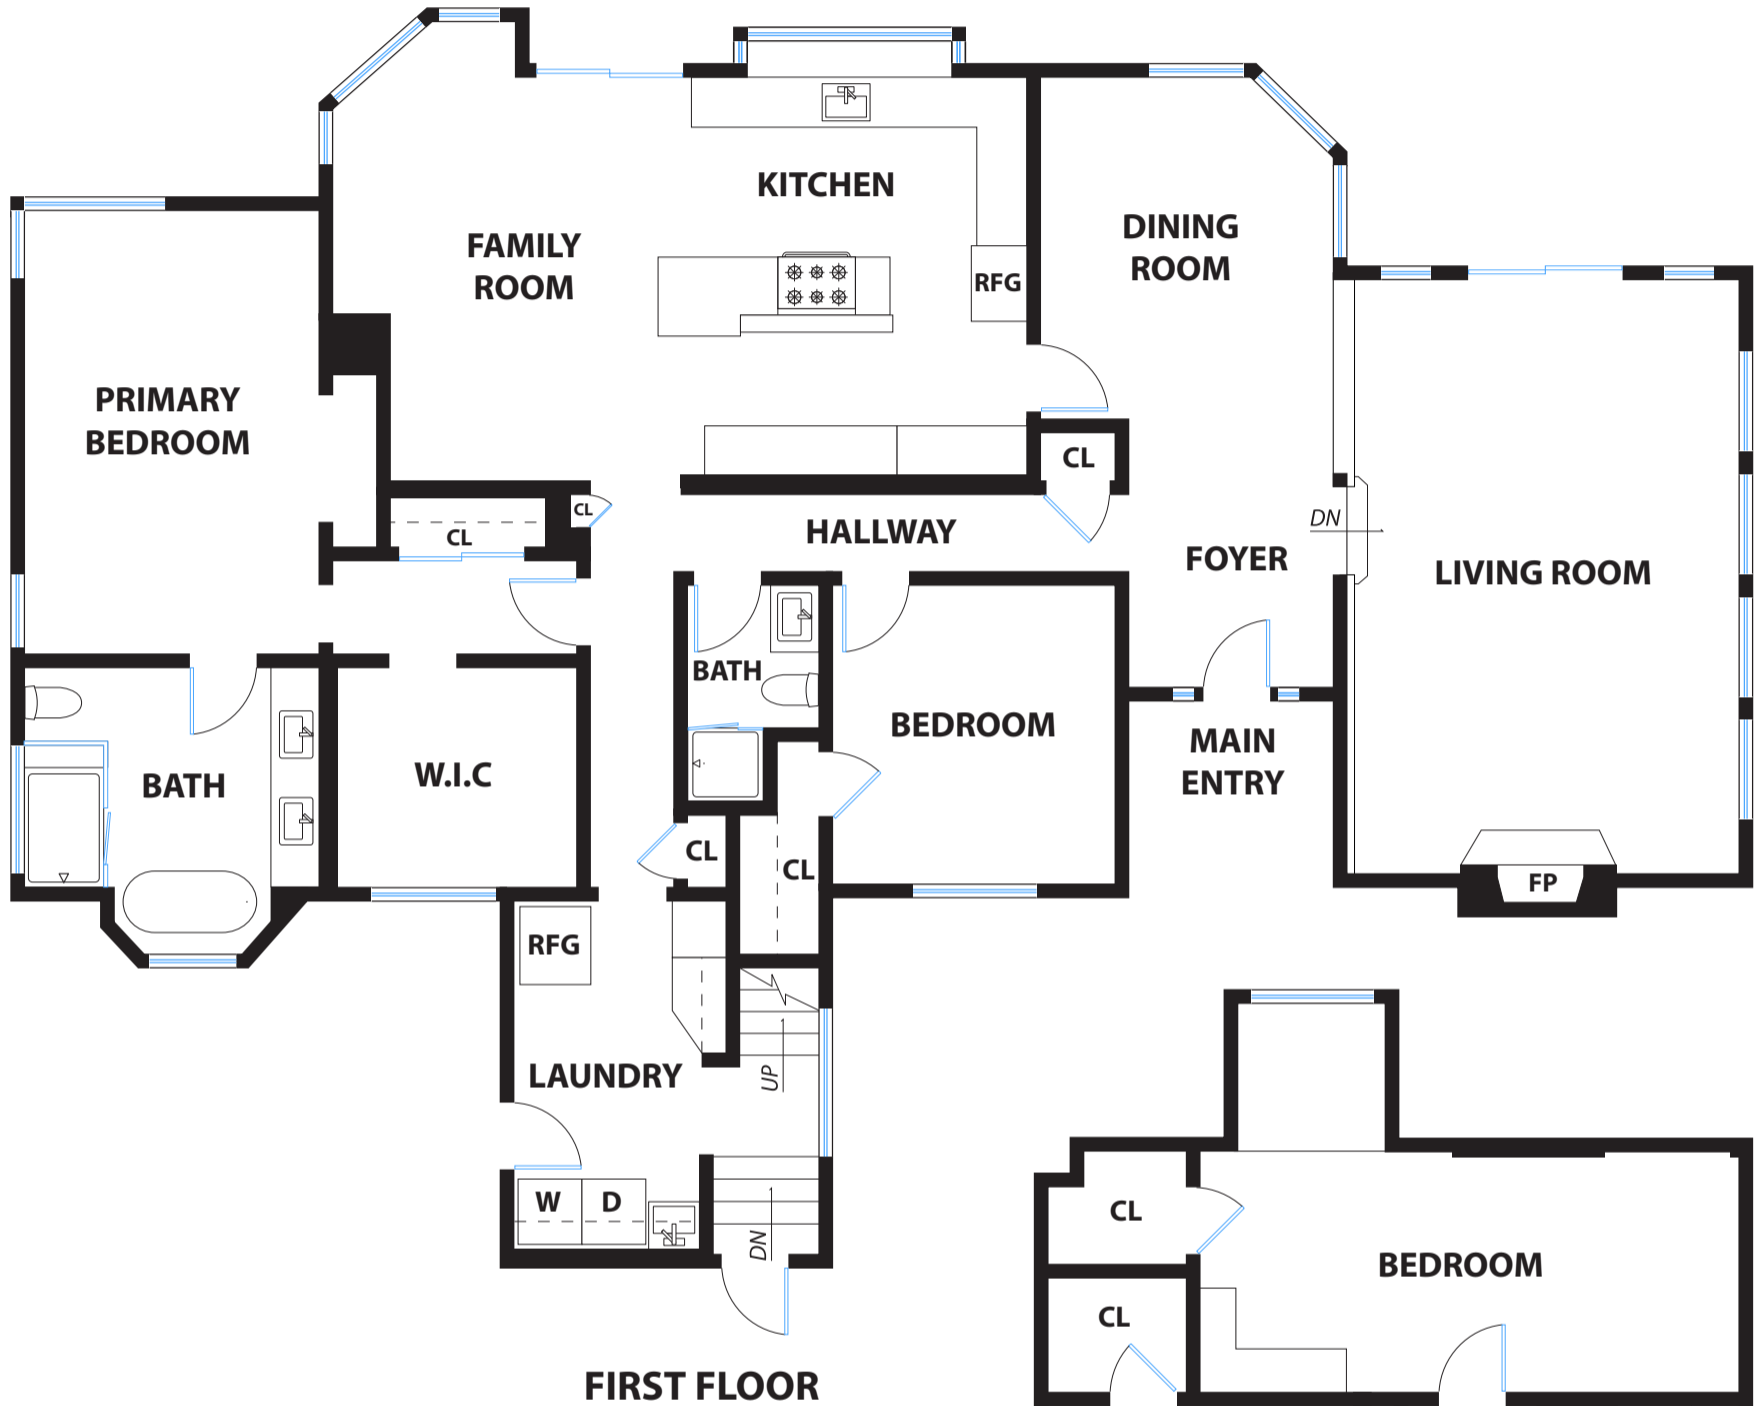 KITCHEN
DINING
ROOM
FAMILY
ROOM
RFG
PRIMARY
BEDROOM
CL
CL
CL
HALLWAY
DN
FOYER
LIVING ROOM
BATH
BEDROOM
MAIN
ENTRY
BATH
W.I.C
CL
CL
FP
RFG
LAUNDRY
UP
W
D
DN
CL
BEDROOM
CL
FIRST FLOOR